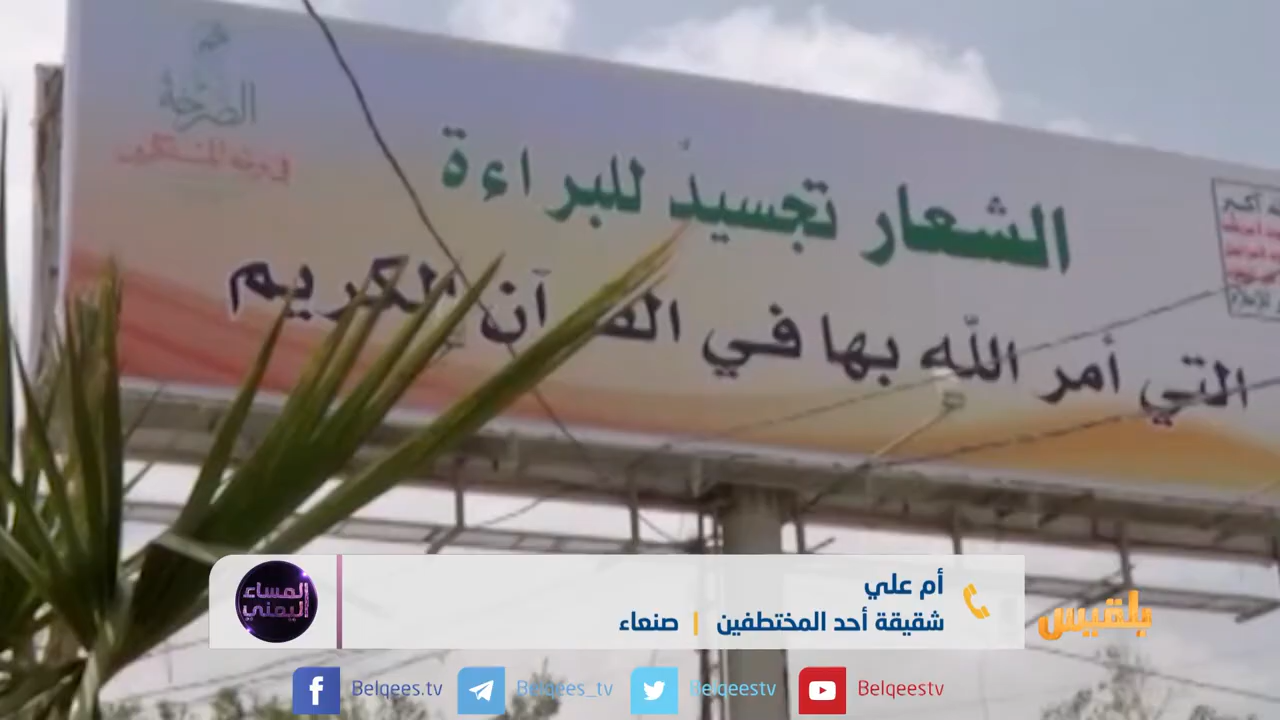 الصرخة
الشعار تجسيدٌ للبراءة
التي أمر الله بها في القرآن الكريم
أم علي
شقيقة أحد المختطفين | صنعاء
المساء
اليمني
بلقيس
Belqees.tv
Belqees_tv
Belqeestv
Belqeestv